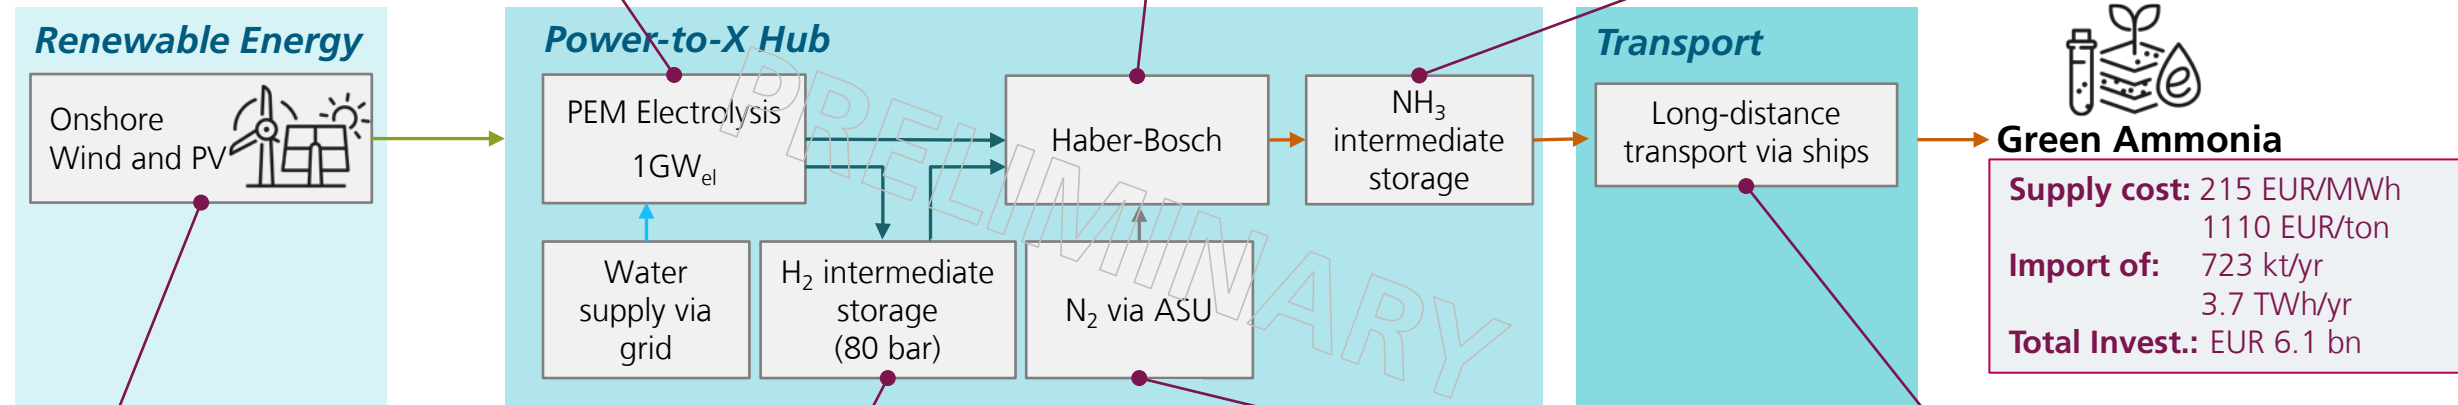 Renewable Energy
Onshore
Wind and PV
Power-to-X Hub
PEM Electrolysis
1GWel
Haber-Bosch
NH3
intermediate
storage
Water
supply via
grid
H2 intermediate
storage
(80 bar)
N2 via ASU
PRELIMINARY
Transport
Long-distance
transport via ships
e
Green Ammonia
Supply cost: 215 EUR/MWh
1110 EUR/ton
Import of: 723 kt/yr
3.7 TWh/yr
Total Invest.: EUR 6.1 bn